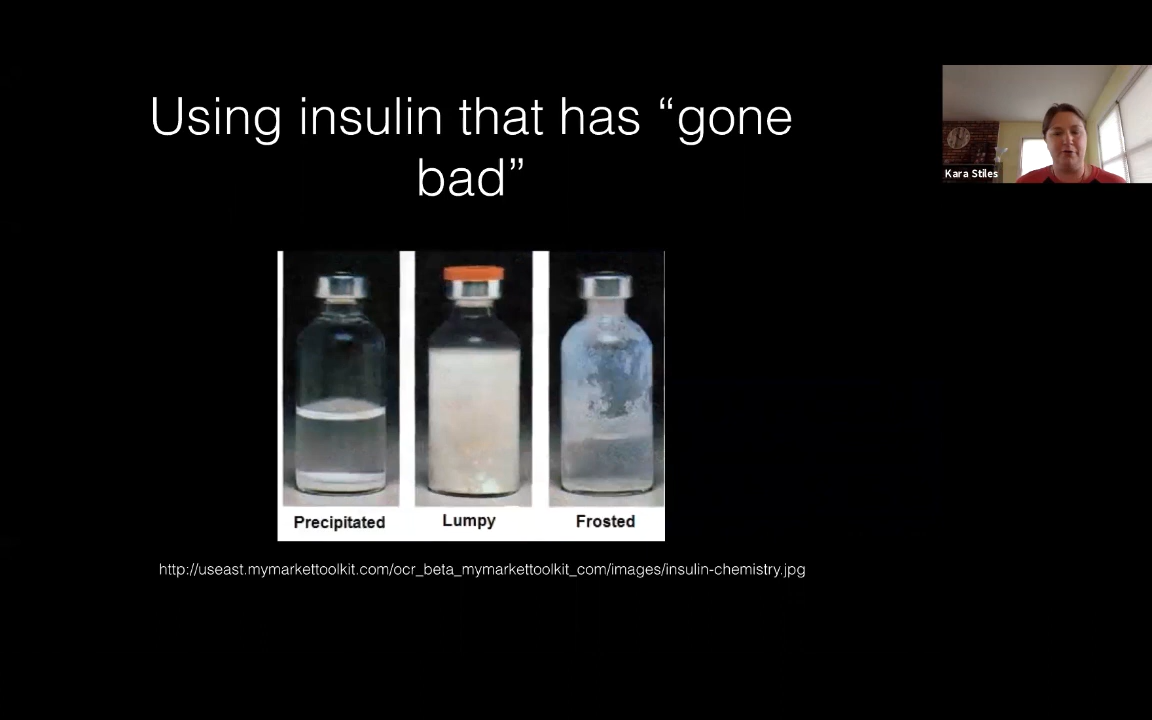 Using insulin that has “gone
bad”
Kara Stiles
Precipitated
Lumpy
Frosted
http://useast.mymarkettoolkit.com/ocr_beta_mymarkettoolkit_com/images/insulin-chemistry.jpg